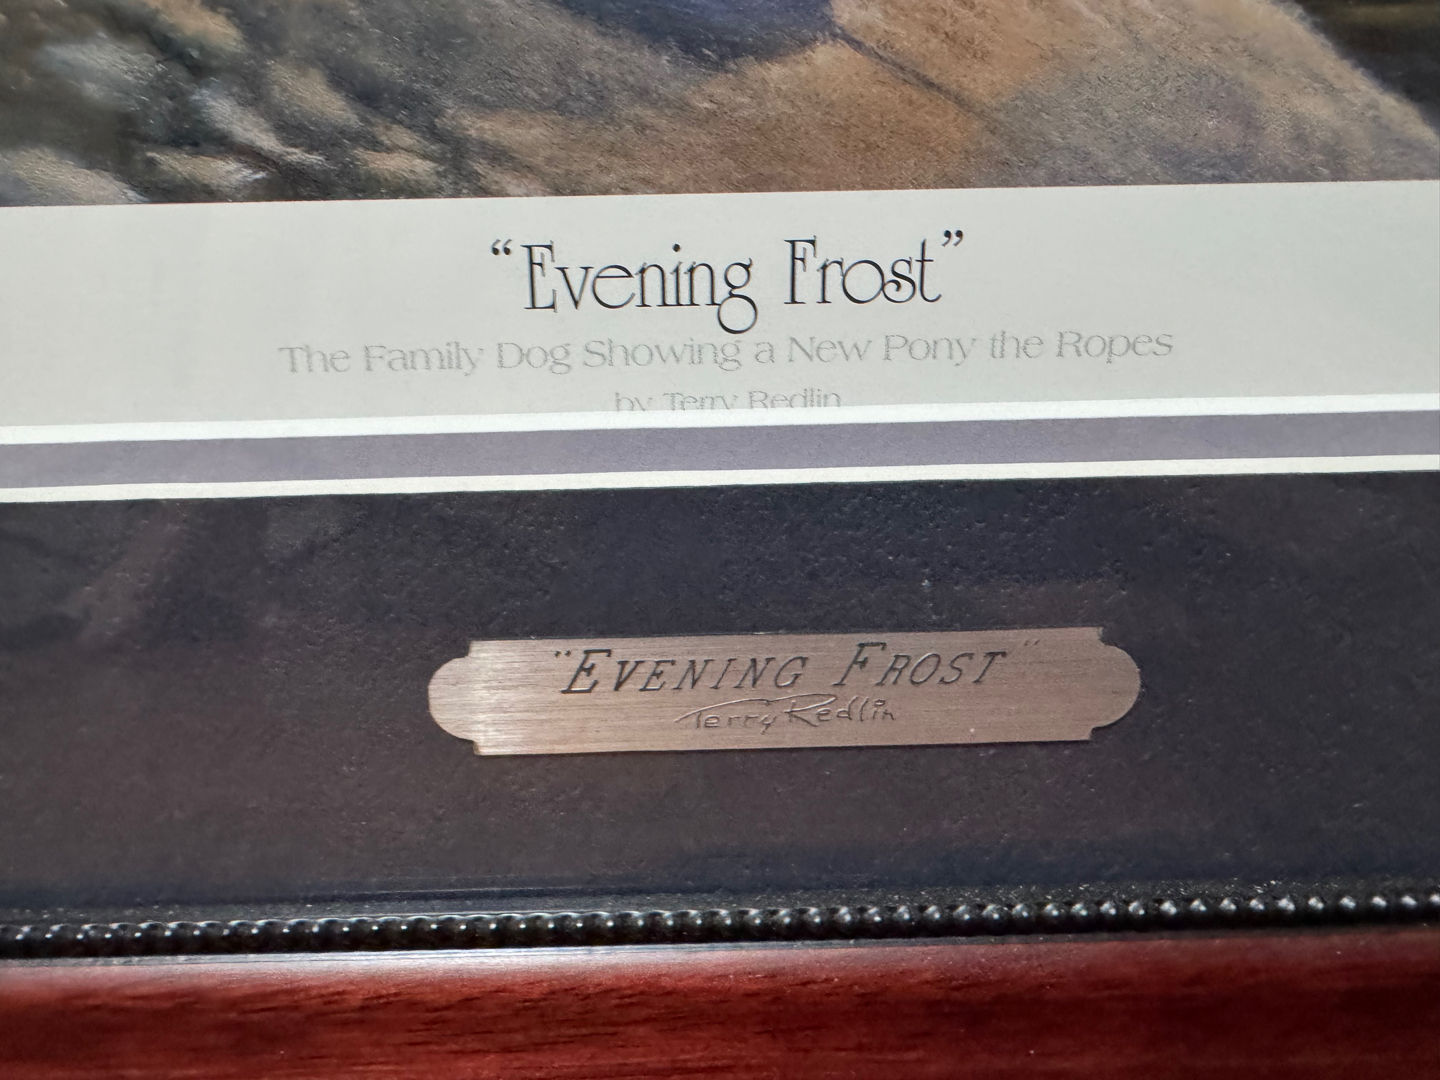 “Evening Frost”
The Family Dog Showing a New Pony the Ropes
by Terry Redlin
"EVENING FROST"
Terry Redlin